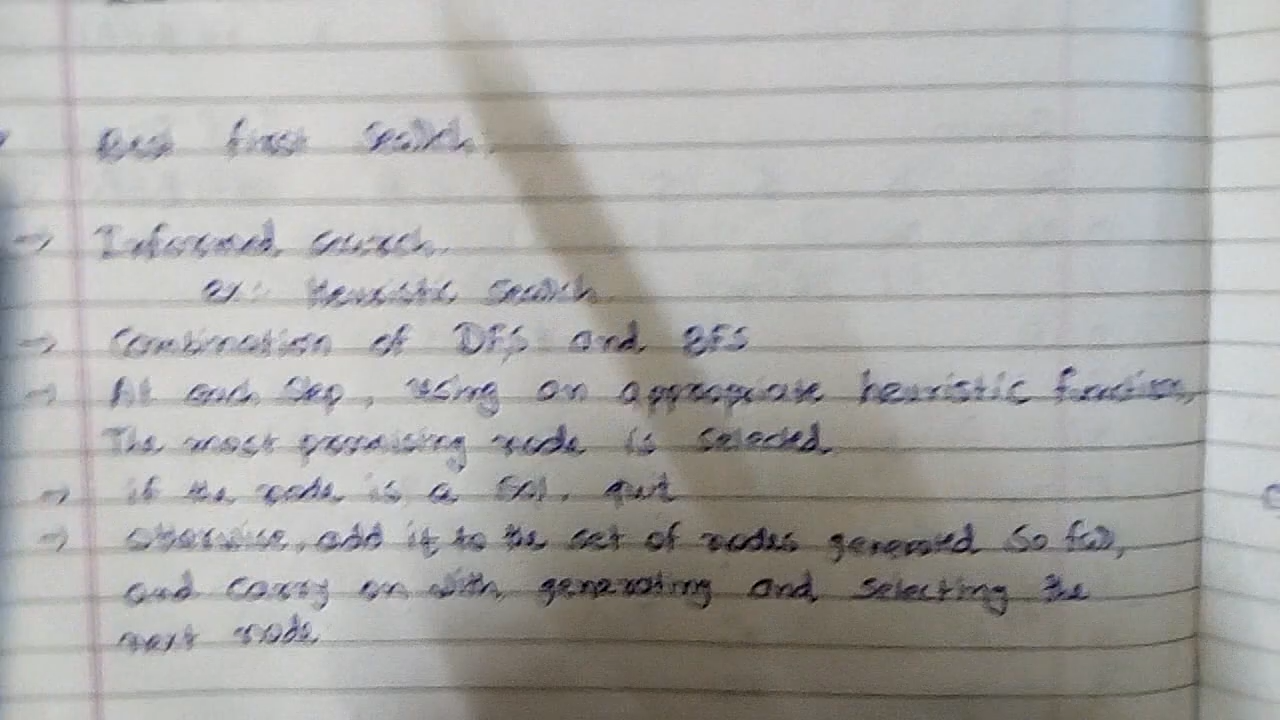 Best first search.
→ Informed search.
ex: Heuristic search
→ Combination of DFS and BFS
→ At each step, using an appropriate heuristic function,
The most promising node is selected
→ if the node is a sol, quit
→ otherwise, add it to the set of nodes generated so far,
and carry on with generating and selecting the
next node